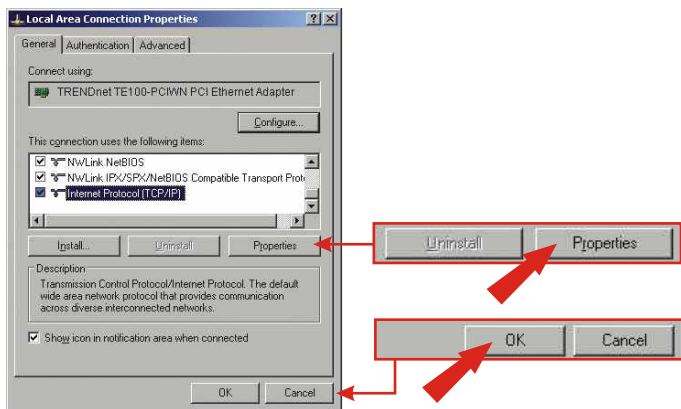 Local Area Connection Properties
General Authentication Advanced
Connect using:
TRENDnet TE100-PCIWN PCI Ethernet Adapter
Configure...
This connection uses the following items:
NWLink NetBIOS
NWLink IPX/SPX/NetBIOS Compatible Transport Proto
Internet Protocol (TCP/IP)
Install... Uninstall Properties
Uninstall Properties
Description
Transmission Control Protocol/Internet Protocol. The default
wide area network protocol that provides communication
across diverse interconnected networks.
Show icon in notification area when connected
OK Cancel
OK Cancel